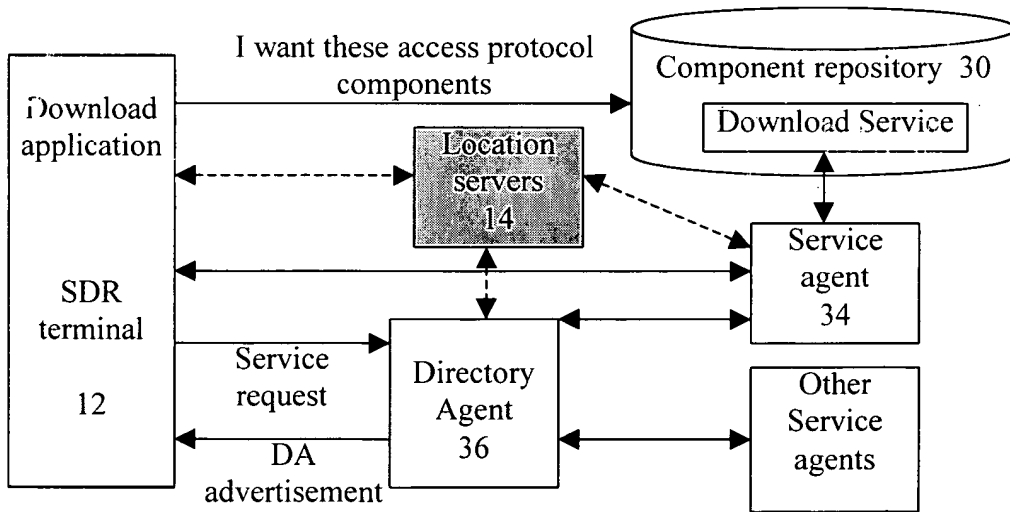 I want these access protocol
components
Component repository 30
Download Service
Download
application
Location
servers
14
SDR
terminal
12
Service
agent
34
Service
request
Directory
Agent
36
DA
advertisement
Other
Service
agents